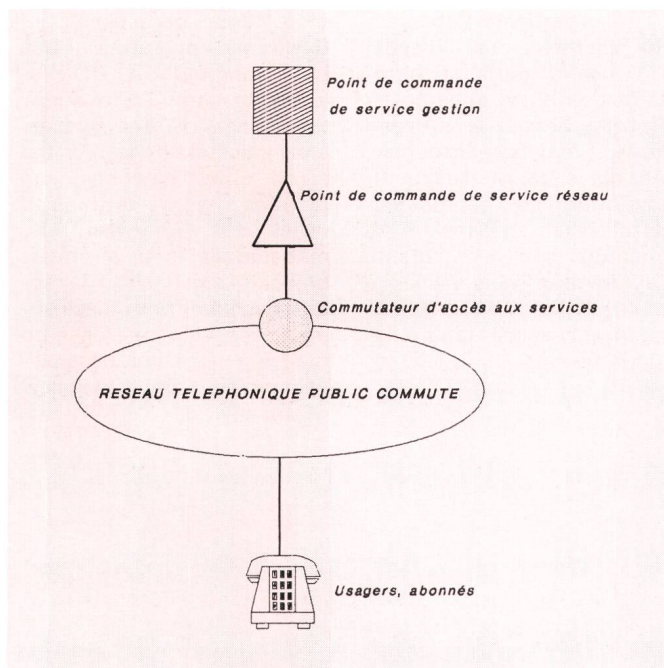 Point de commande
de service gestion
Point de commande de service réseau
Commutateur d'accès aux services
RESEAU TELEPHONIQUE PUBLIC COMMUTE
Usagers, abonnés